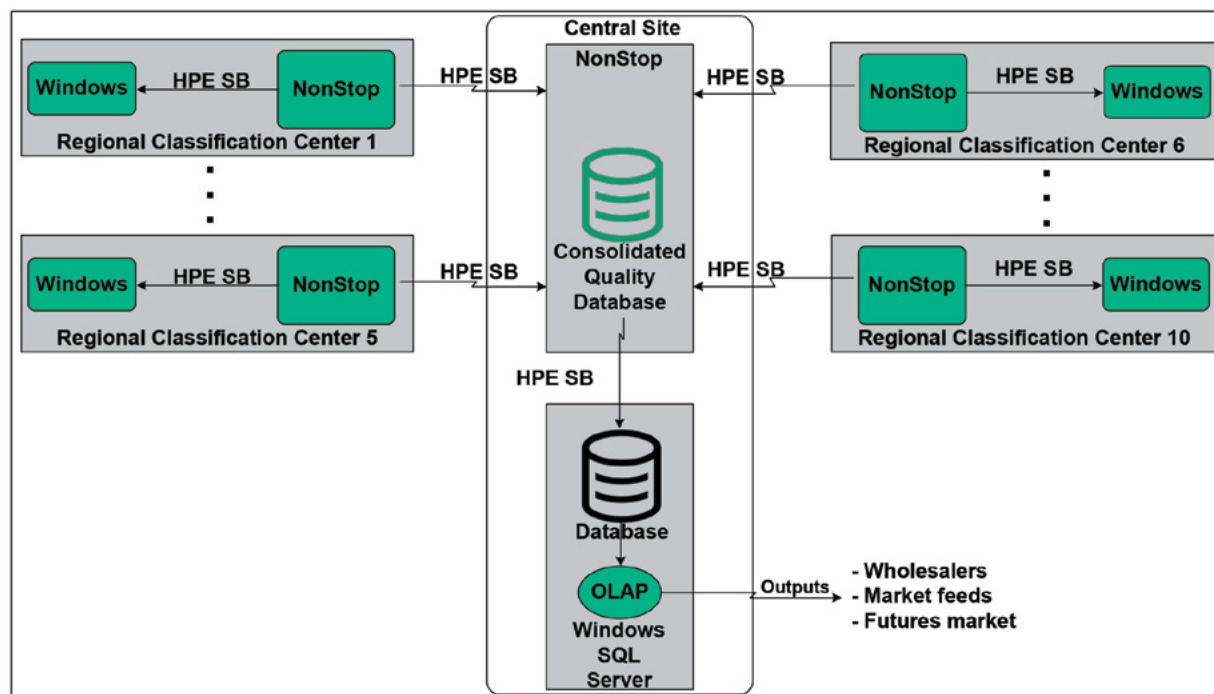 Central Site
NonStop
Windows
HPE SB
NonStop
HPE SB
Regional Classification Center 1
HPE SB
NonStop
HPE SB
Windows
Regional Classification Center 6
Windows
HPE SB
NonStop
HPE SB
Regional Classification Center 5
Consolidated
Quality
Database
HPE SB
NonStop
HPE SB
Windows
Regional Classification Center 10
HPE SB
Database
OLAP
Windows
SQL
Server
Outputs
- Wholesalers
- Market feeds
- Futures market